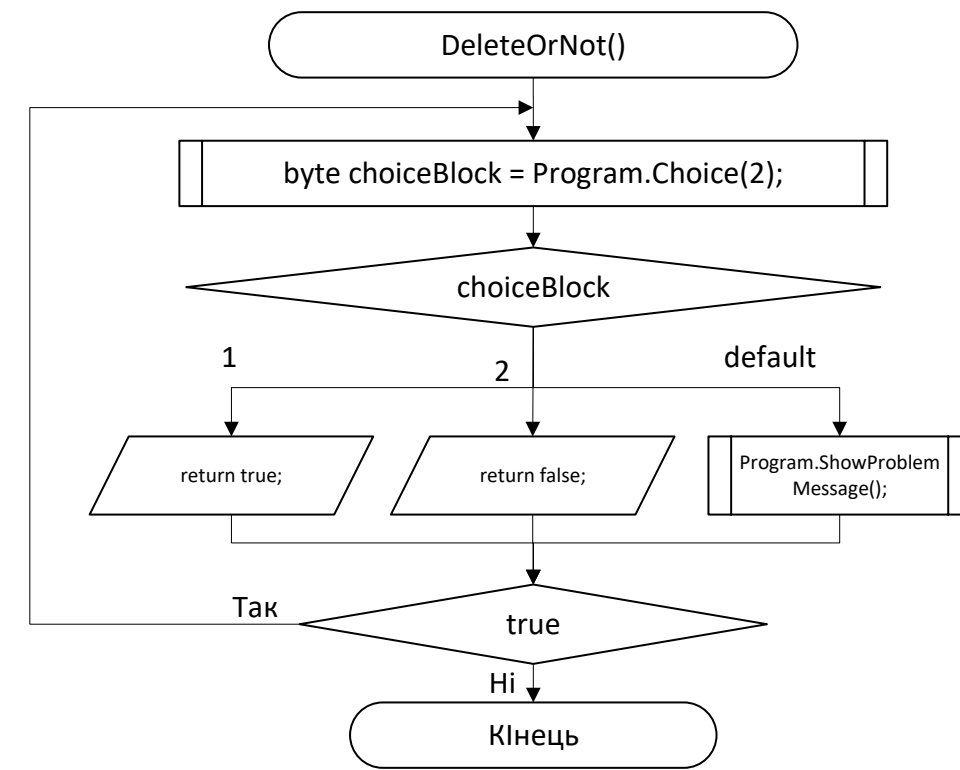 DeleteOrNot()
byte choiceBlock = Program.Choice(2);
choiceBlock
1
2
default
return true;
return false;
Program.ShowProblem
Message();
Так
true
Ні
КІнець